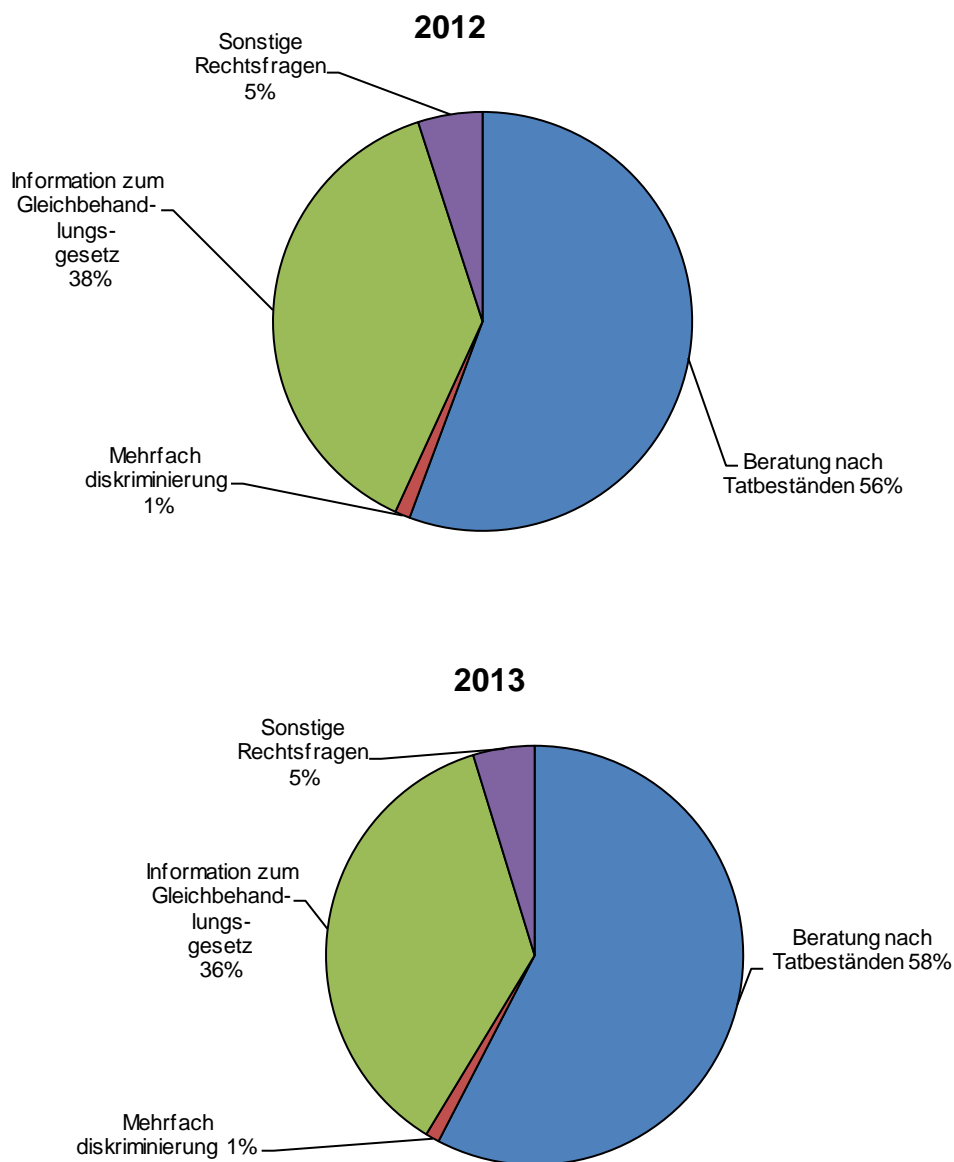 2012
Sonstige
Rechtsfragen
5%
Information zum
Gleichbehand-
lungs-
gesetz
38%
Mehrfach
diskriminierung
1%
Beratung nach
Tatbeständen 56%
2013
Sonstige
Rechtsfragen
5%
Information zum
Gleichbehand-
lungs-
gesetz
36%
Beratung nach
Tatbeständen 58%
Mehrfach
diskriminierung 1%